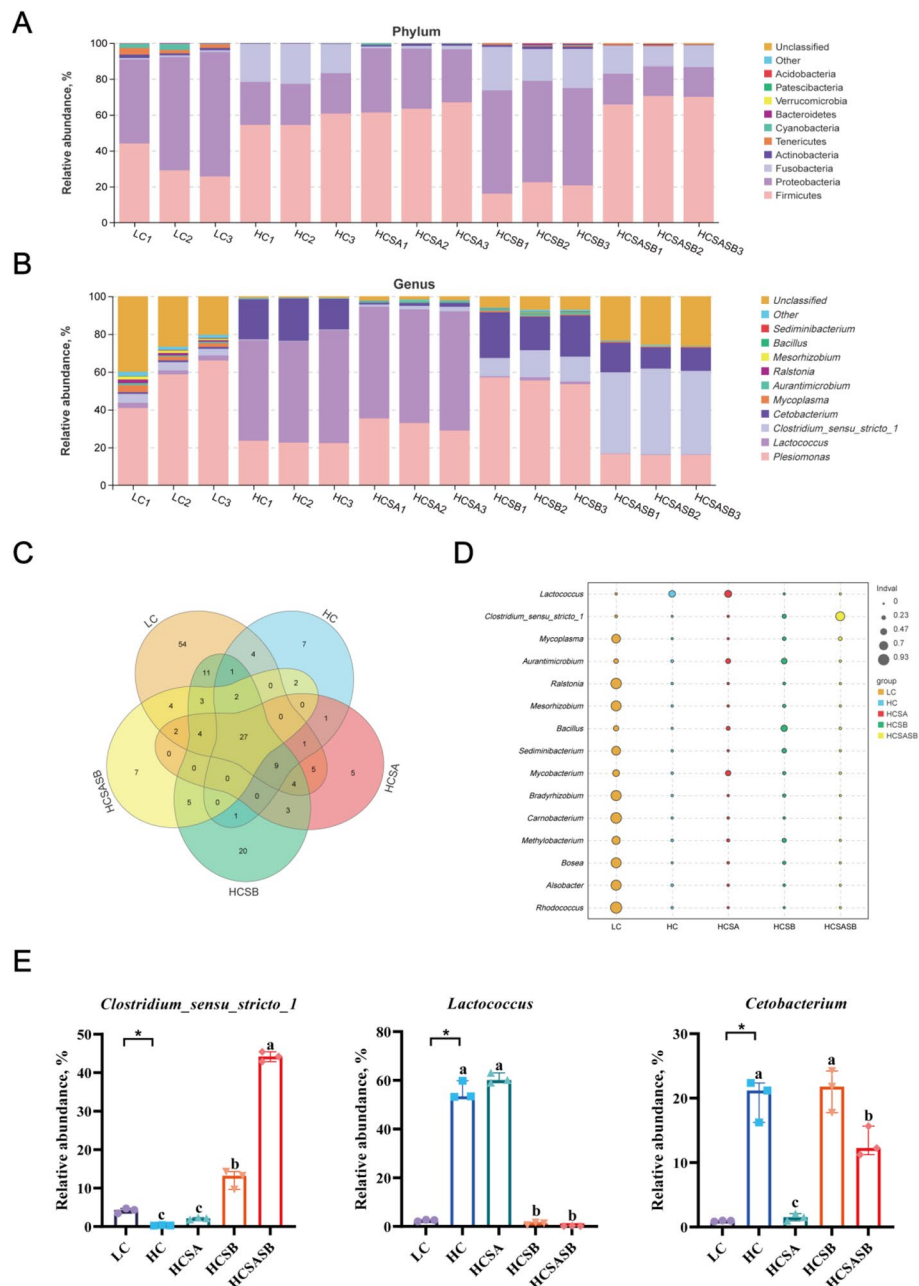 A
Phylum
Relative abundance, %
100
80
60
40
20
0
LC1
LC2
LC3
HC1
HC2
HC3
HCSA1
HCSA2
HCSA3
HCSB1
HCSB2
HCSB3
HCSASB1
HCSASB2
HCSASB3
Unclassified
Other
Acidobacteria
Patescibacteria
Verrucomicrobia
Bacteroidetes
Cyanobacteria
Tenericutes
Actinobacteria
Fusobacteria
Proteobacteria
Firmicutes
B
Genus
Relative abundance, %
100
80
60
40
20
0
LC1
LC2
LC3
HC1
HC2
HC3
HCSA1
HCSA2
HCSA3
HCSB1
HCSB2
HCSB3
HCSASB1
HCSASB2
HCSASB3
Unclassified
Other
Sediminibacterium
Bacillus
Mesorhizobium
Ralstonia
Aurantimicrobium
Mycoplasma
Cetobacterium
Clostridium_sensu_stricto_1
Lactococcus
Plesiomonas
C
LC
HC
54
7
4
11
1
0
2
4
3
2
0
0
2
4
27
0
1
1
0
0
9
5
5
7
0
4
HCSA
HCSASB
5
0
0
3
1
20
HCSB
D
Lactococcus
Clostridium_sensu_stricto_1
Mycoplasma
Aurantimicrobium
Ralstonia
Mesorhizobium
Bacillus
Sediminibacterium
Mycobacterium
Bradyrhizobium
Carnobacterium
Methylobacterium
Bosea
Alsobacter
Rhodococcus
LC
HC
HCSA
HCSB
HCSASB
Indval
0
0.23
0.47
0.7
0.93
group
LC
HC
HCSA
HCSB
HCSASB
E
Clostridium_sensu_stricto_1
Relative abundance, %
50
40
30
20
10
0
*
c
c
b
a
LC
HC
HCSA
HCSB
HCSASB
Lactococcus
Relative abundance, %
80
60
40
20
0
*
a
a
b
b
LC
HC
HCSA
HCSB
HCSASB
Cetobacterium
Relative abundance, %
30
20
10
0
*
a
c
a
b
LC
HC
HCSA
HCSB
HCSASB